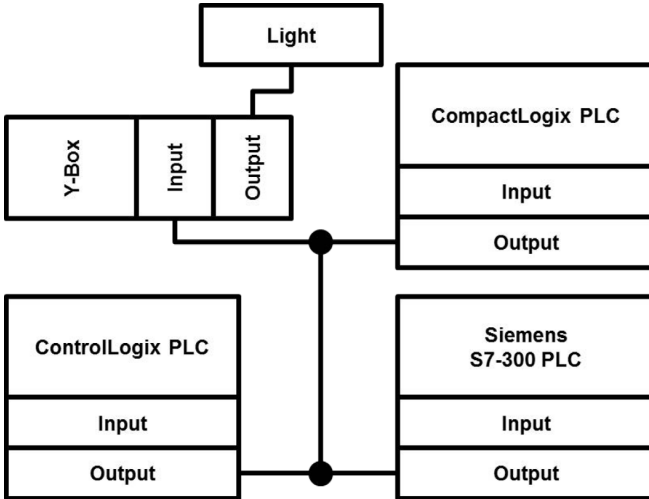 Light
CompactLogix PLC
Input
Output
Y-Box
Input
Output
ControlLogix PLC
Input
Output
Siemens
S7-300 PLC
Input
Output